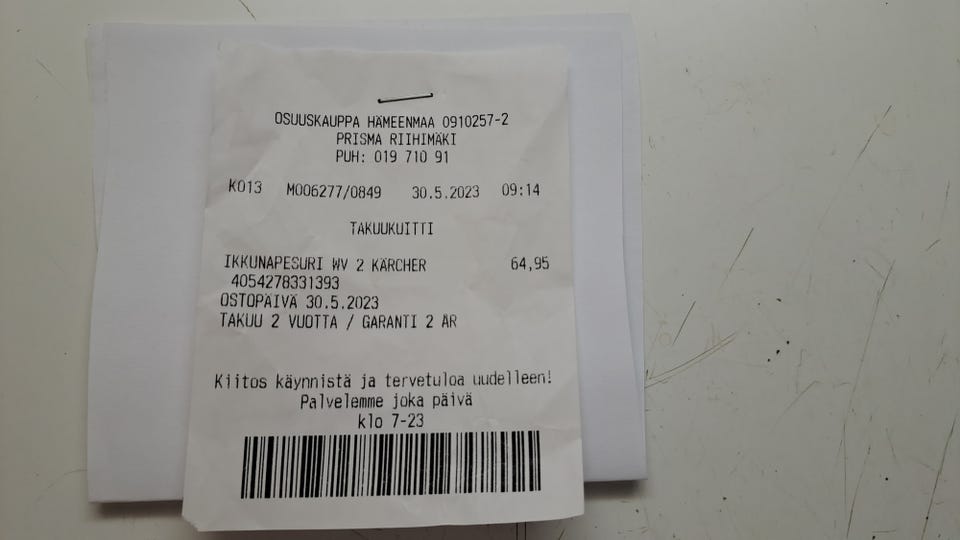 OSUUSKAUPPA HÄMEENMAA 0910257-2
PRISMA RIIHIMÄKI
PUH: 019 710 91
K013 M006277/0849 30.5.2023 09:14
TAKUUKUITTI
IKKUNAPESURI WV 2 KÄRCHER 64,95
4054278331393
OSTOPÄIVÄ 30.5.2023
TAKUU 2 VUOTTA / GARANTI 2 ÅR
Kiitos käynnistä ja tervetuloa uudelleen!
Palvelemme joka päivä
klo 7-23